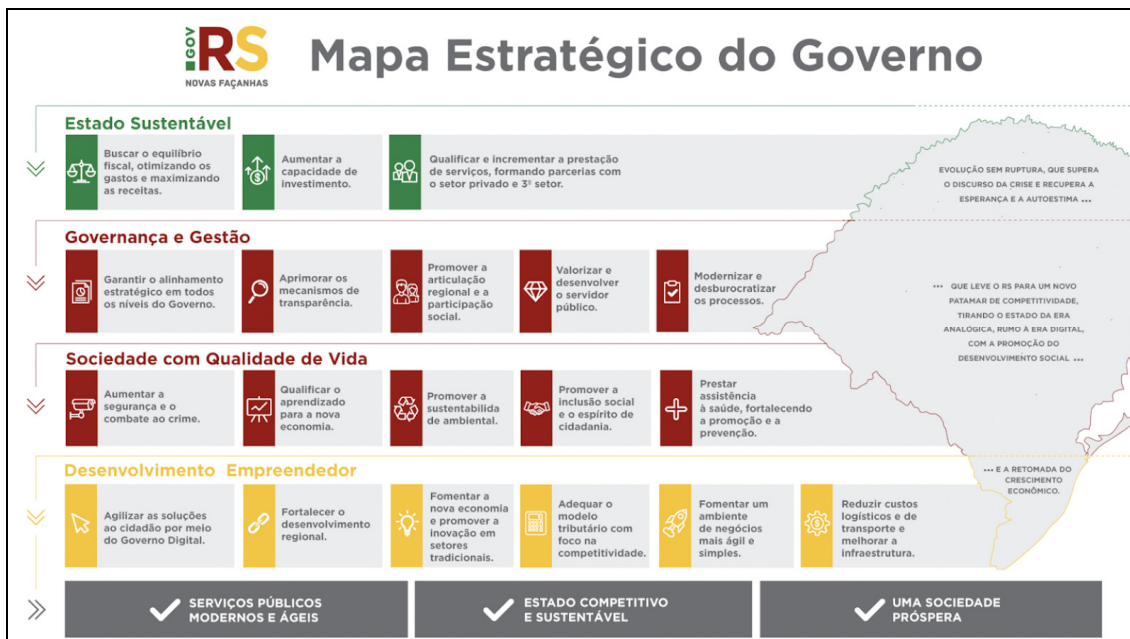 .GOV
RS
NOVAS FAÇANHAS
Mapa Estratégico do Governo
Estado Sustentável
Buscar o equilíbrio
fiscal, otimizando os
gastos e maximizando
as receitas.
Aumentar a
capacidade de
investimento.
Qualificar e incrementar a prestação
de serviços, formando parcerias com
o setor privado e 3º setor.
EVOLUÇÃO SEM RUPTURA, QUE SUPERA
O DISCURSO DA CRISE E RECUPERA A
ESPERANÇA E A AUTOESTIMA ...
Governança e Gestão
Garantir o alinhamento
estratégico em todos
os níveis do Governo.
Aprimorar os
mecanismos de
transparência.
Promover a
articulação
regional e a
participação
social.
Valorizar e
desenvolver
o servidor
público.
Modernizar e
desburocratizar
os processos.
... QUE LEVE O RS PARA UM NOVO
PATAMAR DE COMPETITIVIDADE,
TIRANDO O ESTADO DA ERA
ANALÓGICA, RUMO À ERA DIGITAL,
COM A PROMOÇÃO DO
DESENVOLVIMENTO SOCIAL ...
Sociedade com Qualidade de Vida
Aumentar a
segurança e o
combate ao crime.
Qualificar o
aprendizado
para a nova
economia.
Promover a
sustentabilida
de ambiental.
Promover a
inclusão social
e o espírito de
cidadania.
Prestar
assistência
à saúde, fortalecendo
a promoção e a
prevenção.
Desenvolvimento Empreendedor
Agilizar as soluções
ao cidadão por meio
do Governo Digital.
Fortalecer o
desenvolvimento
regional.
Fomentar a
nova economia
e promover a
inovação em
setores
tradicionais.
Adequar o
modelo
tributário com
foco na
competitividade.
Fomentar um
ambiente
de negócios
mais ágil e
simples.
Reduzir custos
logísticos e de
transporte e
melhorar a
infraestrutura.
... E A RETOMADA DO
CRESCIMENTO
ECONÔMICO.
SERVIÇOS PÚBLICOS
MODERNOS E ÁGEIS
ESTADO COMPETITIVO
E SUSTENTÁVEL
UMA SOCIEDADE
PRÓSPERA